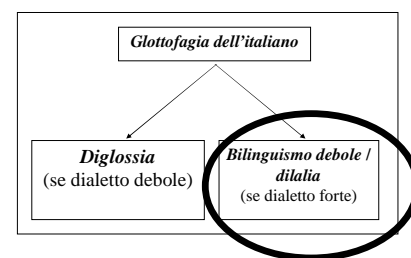 Glottofagia dell'italiano
Diglossia
(se dialetto debole)
Bilinguismo debole /
dilalia
(se dialetto forte)